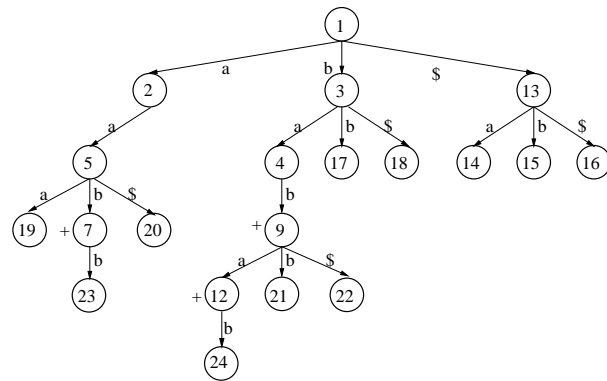 1
a b $
2 3 13
a a b $ a b $
5 4 17 18 14 15 16
a b $ b
19 + 7 20 + 9
b a b $
23 + 12 21 22
b
24